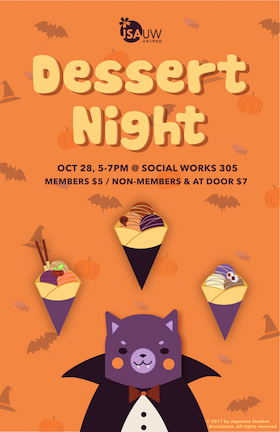 JSAUW
Dessert
Night
OCT 28, 5-7PM @ SOCIAL WORKS 305
MEMBERS $5 / NON-MEMBERS & AT DOOR $7
© 2017 by Japanese Student
Association. All rights reserved